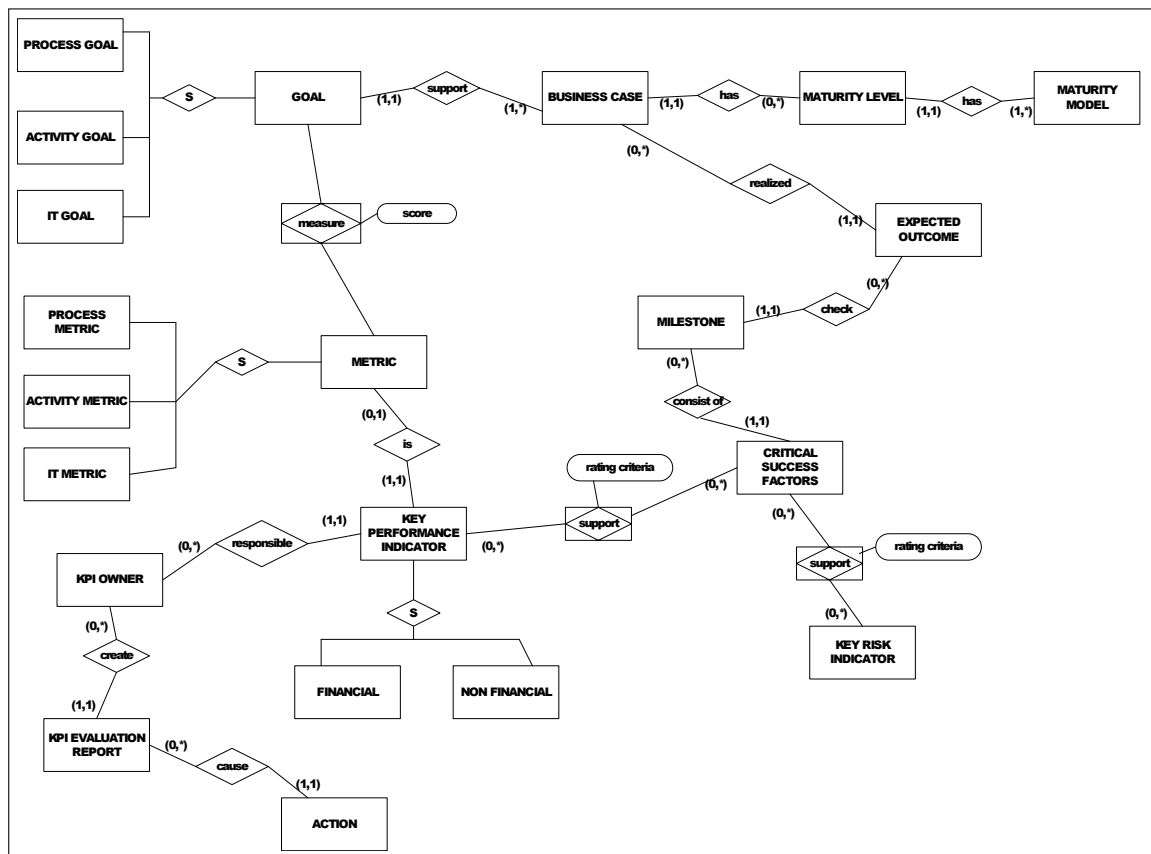 PROCESS GOAL
GOAL
(1,1)
support
(1,*)
BUSINESS CASE
(1,1)
has
(0,*)
MATURITY LEVEL
(1,1)
has
(1,*)
MATURITY
MODEL
S
ACTIVITY GOAL
IT GOAL
(0,*)
realized
(1,1)
measure
score
EXPECTED
OUTCOME
(0,*)
check
(1,1)
MILESTONE
PROCESS
METRIC
S
METRIC
ACTIVITY METRIC
IT METRIC
(0,*)
consist of
(1,1)
(0,1)
is
(1,1)
CRITICAL
SUCCESS
FACTORS
rating criteria
(0,*)
support
(0,*)
(0,*)
support
rating criteria
(0,*)
KEY RISK
INDICATOR
KEY
PERFORMANCE
INDICATOR
(1,1)
responsible
(0,*)
KPI OWNER
S
FINANCIAL
NON FINANCIAL
(0,*)
create
(1,1)
KPI EVALUATION
REPORT
(0,*)
cause
(1,1)
ACTION